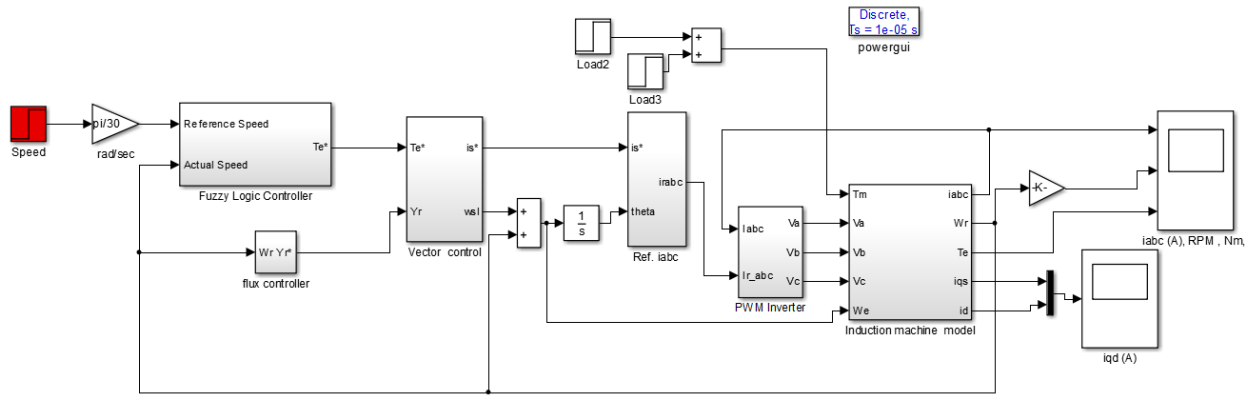 Discrete,
Ts = 1e-05 s
powergui
Load2
+
+
Load3
Speed
pi/30
rad/sec
Reference Speed
Actual Speed
Te*
Fuzzy Logic Controller
Te*
Yr
is*
wsl
Vector control
Wr Yr*
flux controller
+
+
1
s
is*
theta
irabc
Ref. iabc
Iabc
Ir_abc
Va
Vb
Vc
PWM Inverter
Tm
Va
Vb
Vc
We
iabc
Wr
Te
iqs
id
Induction machine model
-K-
iabc (A), RPM , Nm,
iqd (A)